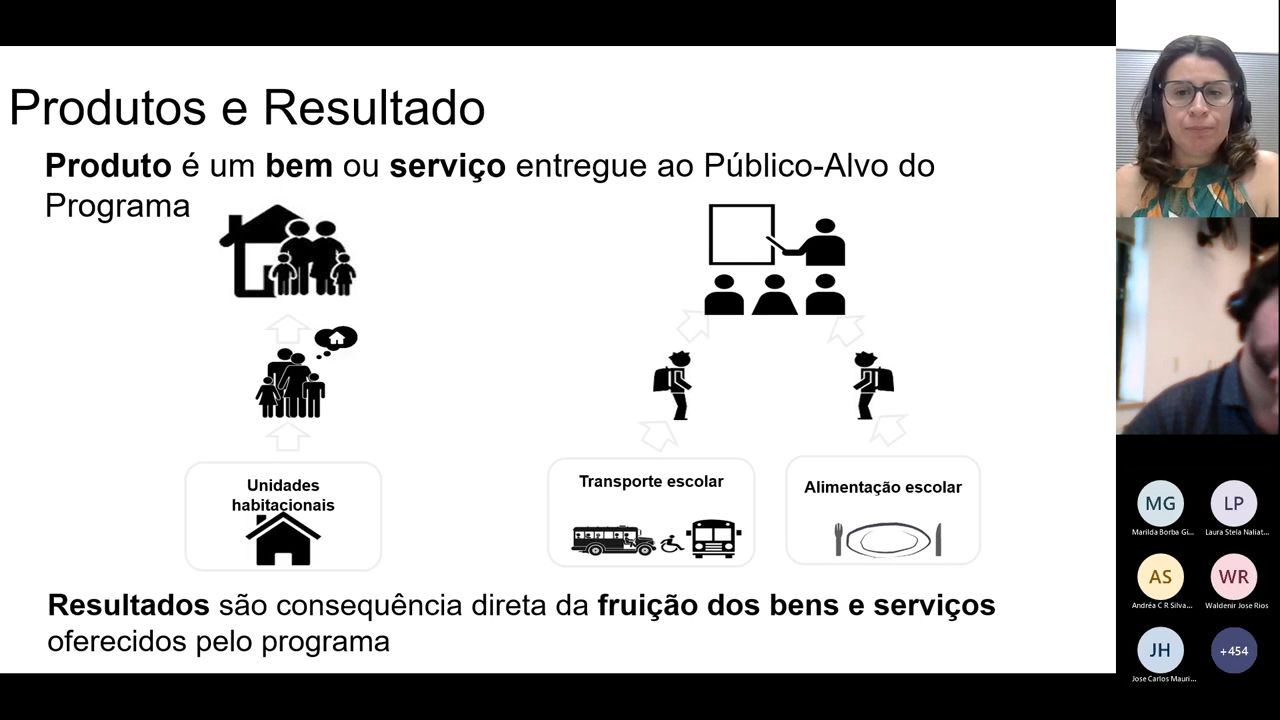 Produtos e Resultado
Produto é um bem ou serviço entregue ao Público-Alvo do
Programa
Unidades
habitacionais
Transporte escolar
Alimentação escolar
Resultados são consequência direta da fruição dos bens e serviços
oferecidos pelo programa
MG
Marilda Borba Gi...
LP
Laura Stela Naliat...
AS
Andréa C R Silva...
WR
Waldenir Jose Rios
JH
Jose Carlos Mauri...
+454